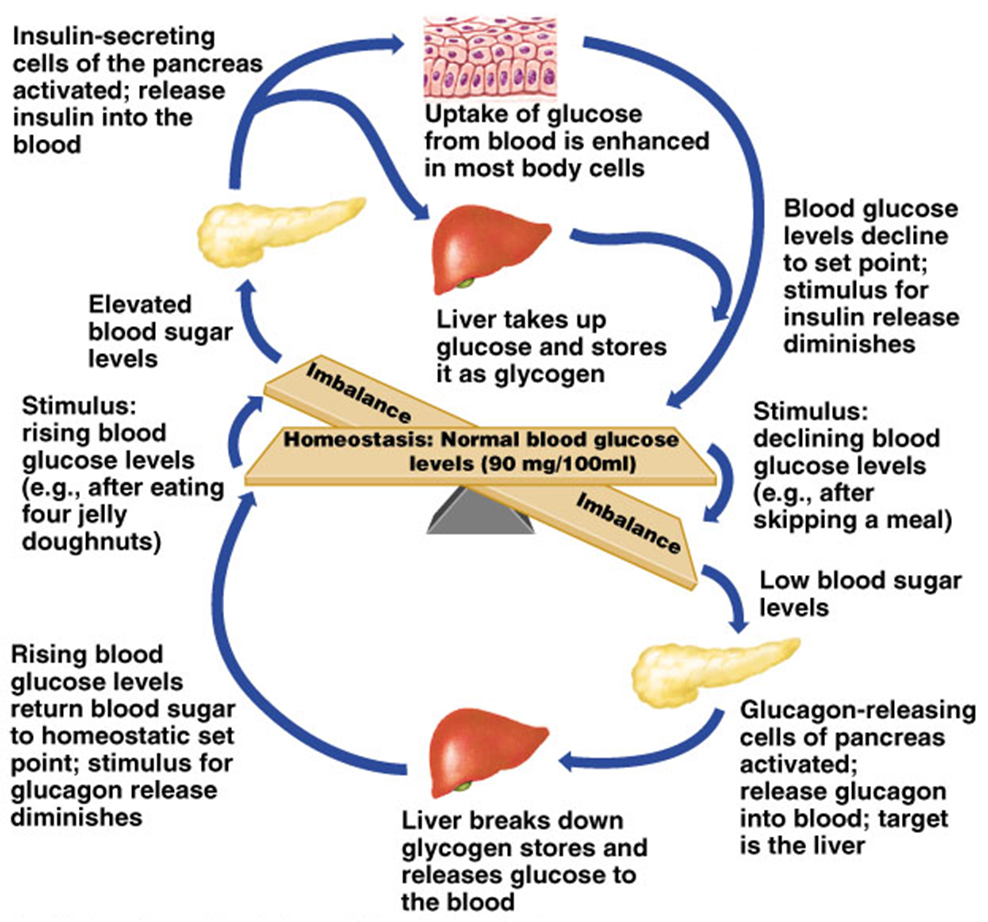 Insulin-secreting
cells of the pancreas
activated; release
insulin into the
blood
Uptake of glucose
from blood is enhanced
in most body cells
Blood glucose
levels decline
to set point;
stimulus for
insulin release
diminishes
Liver takes up
glucose and stores
it as glycogen
Elevated
blood sugar
levels
Stimulus:
rising blood
glucose levels
(e.g., after eating
four jelly
doughnuts)
Imbalance
Homeostasis: Normal blood glucose
levels (90 mg/100ml)
Imbalance
Stimulus:
declining blood
glucose levels
(e.g., after
skipping a meal)
Low blood sugar
levels
Glucagon-releasing
cells of pancreas
activated;
release glucagon
into blood; target
is the liver
Liver breaks down
glycogen stores and
releases glucose to
the blood
Rising blood
glucose levels
return blood sugar
to homeostatic set
point; stimulus for
glucagon release
diminishes